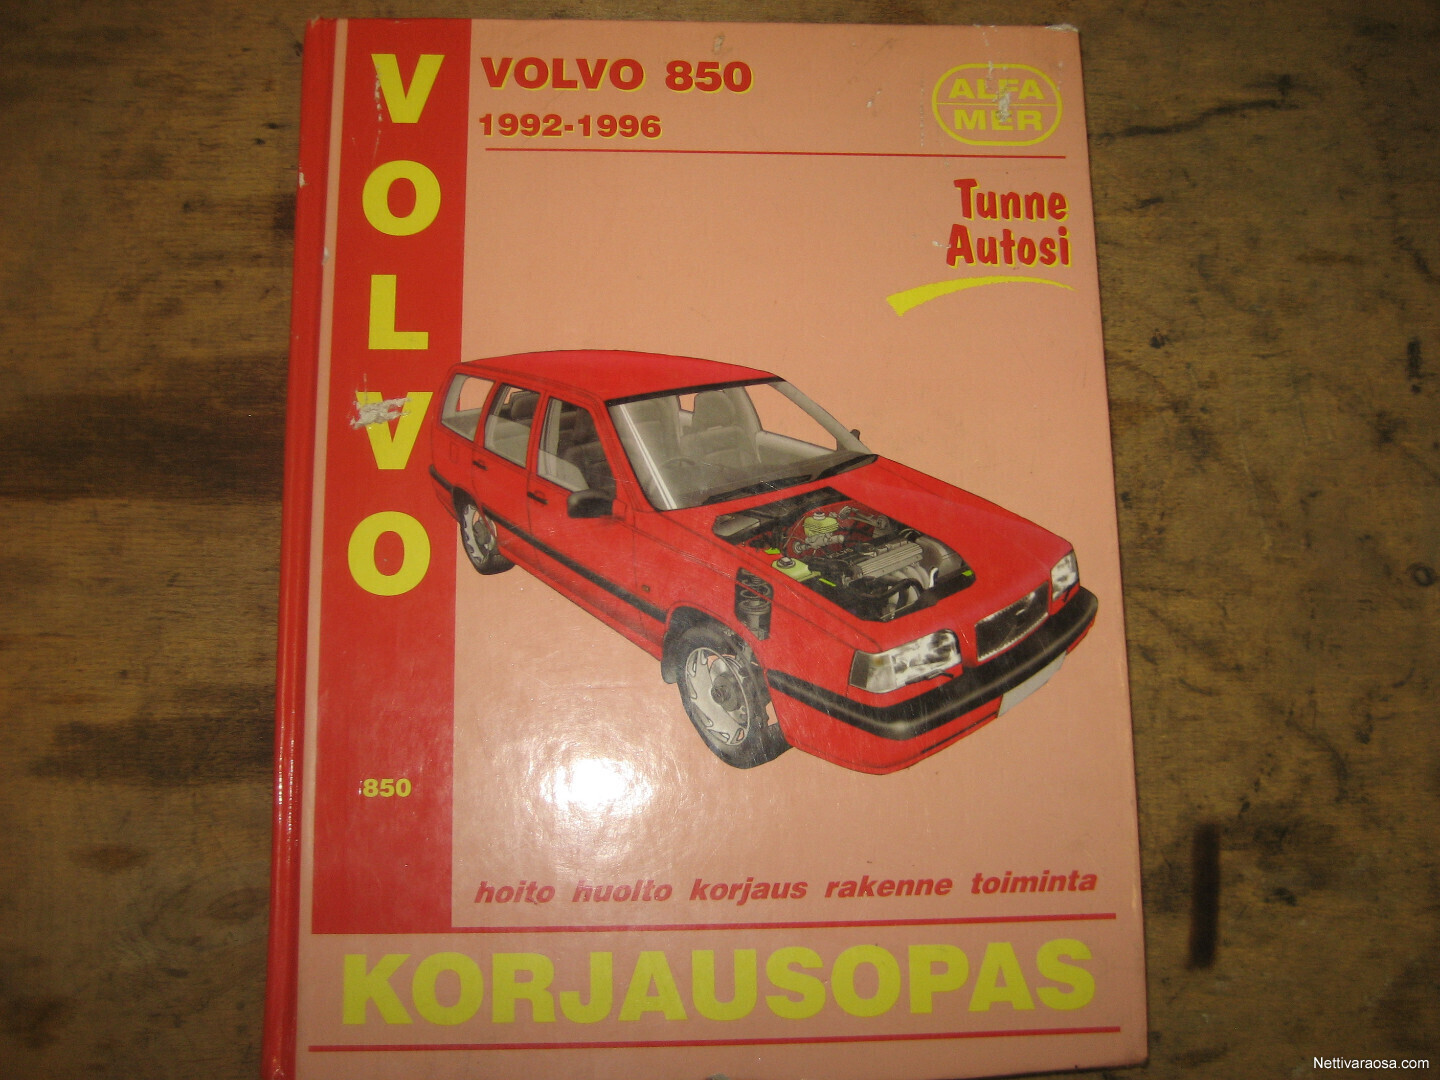 VOLVO
VOLVO 850
1992-1996
ALFA
MER
Tunne
Autosi
850
hoito huolto korjaus rakenne toiminta
KORJAUSOPAS
Nettivaraosa.com